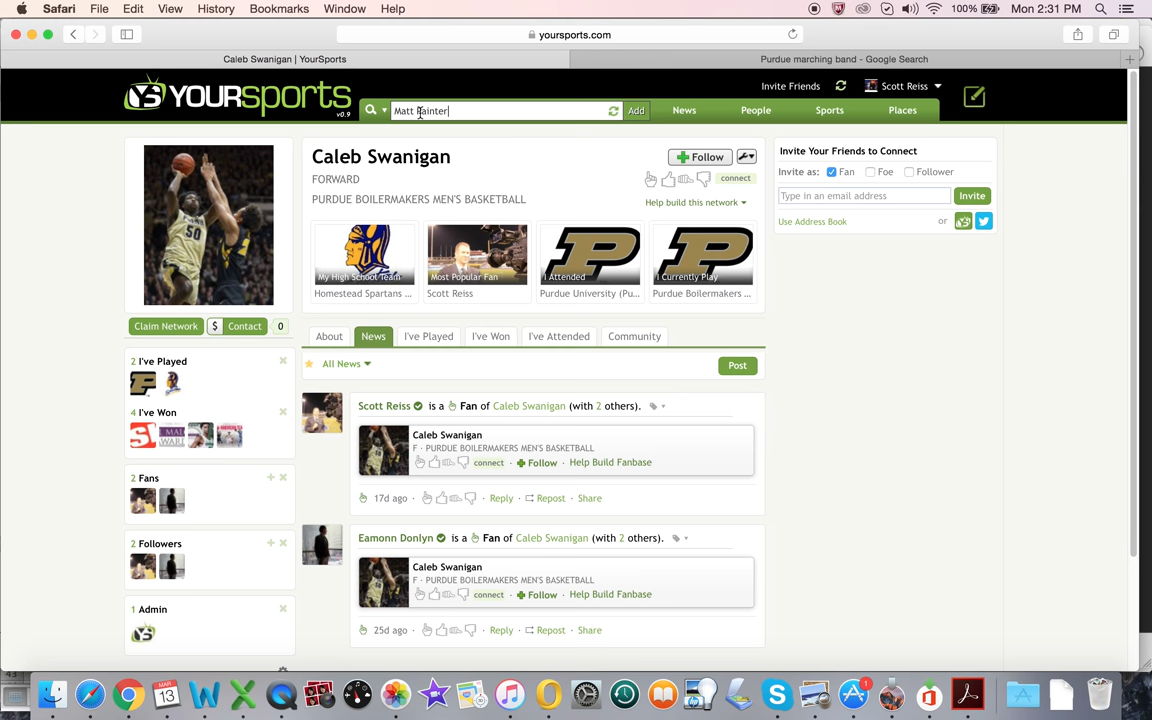 Safari File Edit View History Bookmarks Window Help 100% Mon 2:31 PM
yoursports.com
Caleb Swanigan | YourSports Purdue marching band - Google Search
YS YOURSPORTS v0.9
Invite Friends Scott Reiss
Matt Painter Add News People Sports Places
Caleb Swanigan Follow
FORWARD connect
PURDUE BOILERMAKERS MEN'S BASKETBALL Help build this network
My High School Team Most Popular Fan I Attended I Currently Play
Homestead Spartans ... Scott Reiss Purdue University (Pu... Purdue Boilermakers ...
Invite Your Friends to Connect
Invite as: Fan Foe Follower
Type in an email address Invite
Use Address Book or
50
Claim Network $ Contact 0
2 I've Played
4 I've Won
2 Fans
2 Followers
1 Admin
About News I've Played I've Won I've Attended Community
All News Post
Scott Reiss is a Fan of Caleb Swanigan (with 2 others).
Caleb Swanigan
F · PURDUE BOILERMAKERS MEN'S BASKETBALL
connect · Follow · Help Build Fanbase
17d ago · · Reply · Repost · Share
Eamonn Donlyn is a Fan of Caleb Swanigan (with 2 others).
Caleb Swanigan
F · PURDUE BOILERMAKERS MEN'S BASKETBALL
connect · Follow · Help Build Fanbase
25d ago · · Reply · Repost · Share
43
MAR
13
1